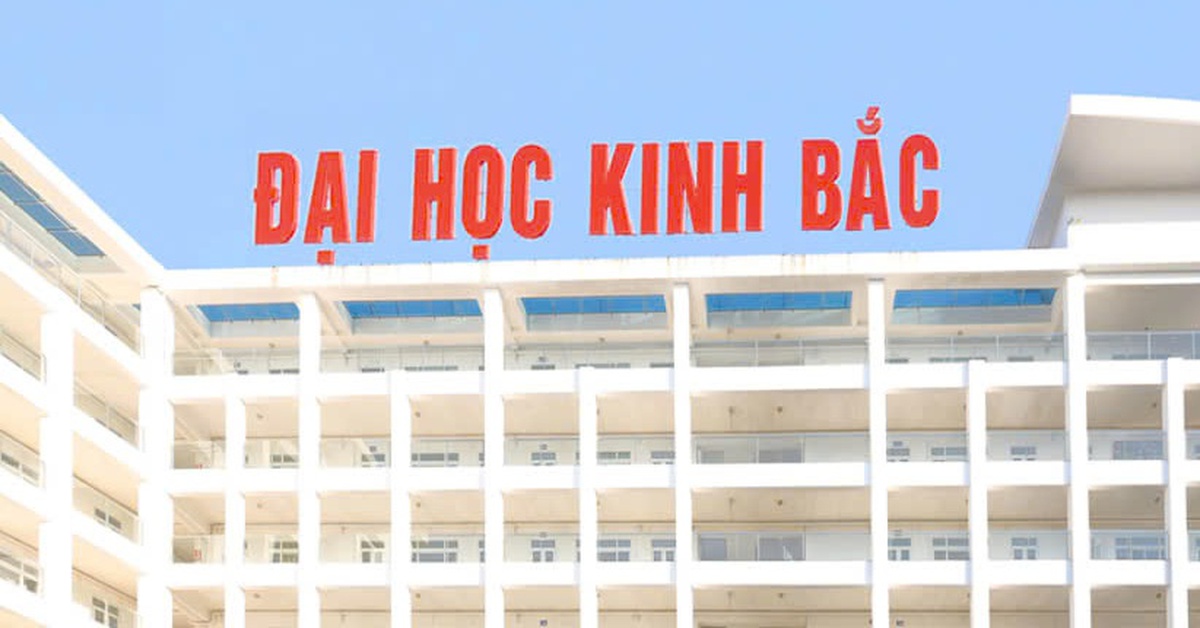 ĐẠI HỌC KINH BẮC